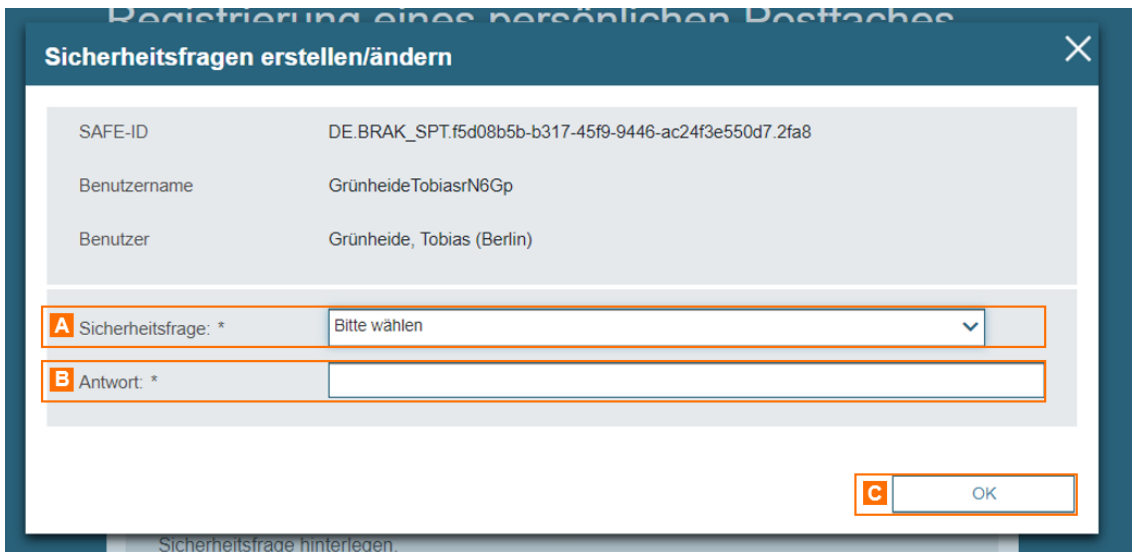 Registrierung eines persönlichen Postfaches
Sicherheitsfragen erstellen/ändern
SAFE-ID DE.BRAK_SPT.f5d08b5b-b317-45f9-9446-ac24f3e550d7.2fa8
Benutzername GrünheideTobiasrN6Gp
Benutzer Grünheide, Tobias (Berlin)
A Sicherheitsfrage: * Bitte wählen
B Antwort: *
C OK
Sicherheitsfrage hinterlegen.